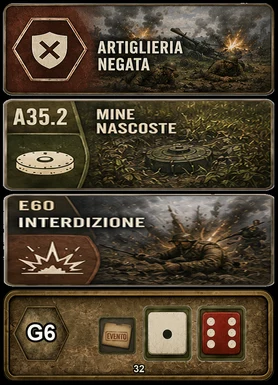 ARTIGLIERIA
NEGATA
A35.2
MINE
NASCOSTE
E60
INTERDIZIONE
G6
EVENTO
32